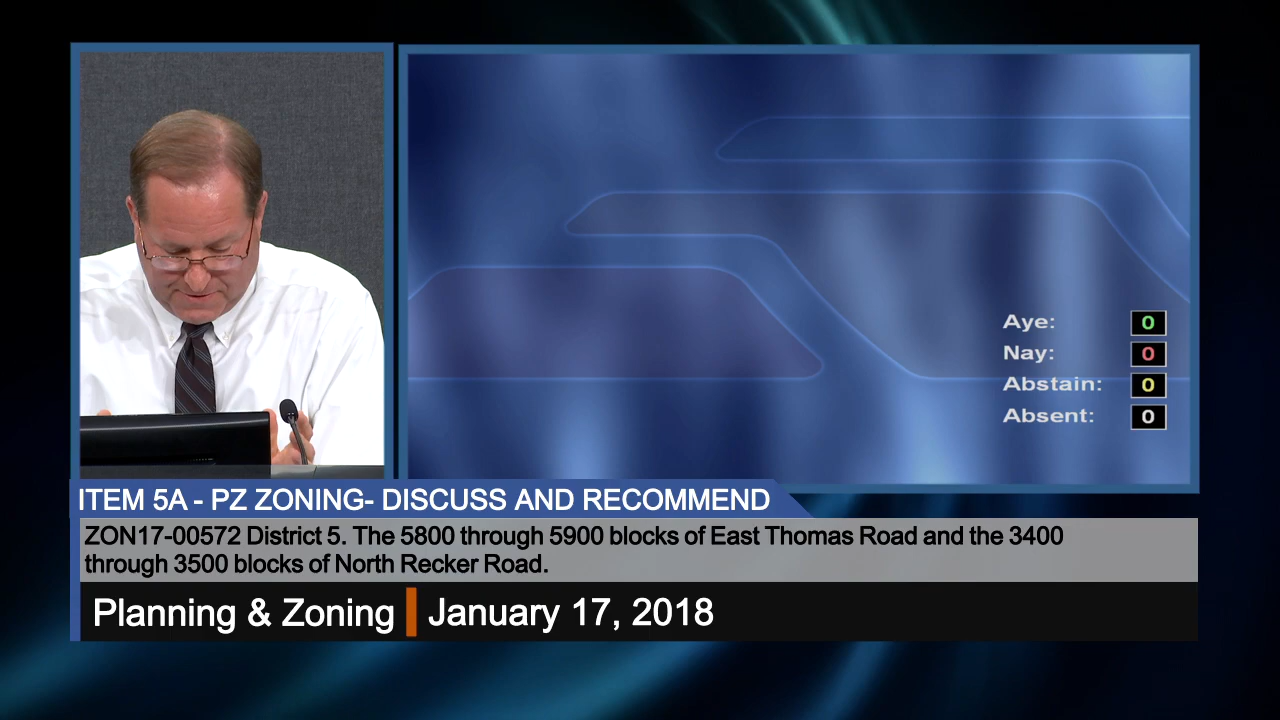 Aye: 0
Nay: 0
Abstain: 0
Absent: 0
ITEM 5A - PZ ZONING- DISCUSS AND RECOMMEND
ZON17-00572 District 5. The 5800 through 5900 blocks of East Thomas Road and the 3400
through 3500 blocks of North Recker Road.
Planning & Zoning January 17, 2018